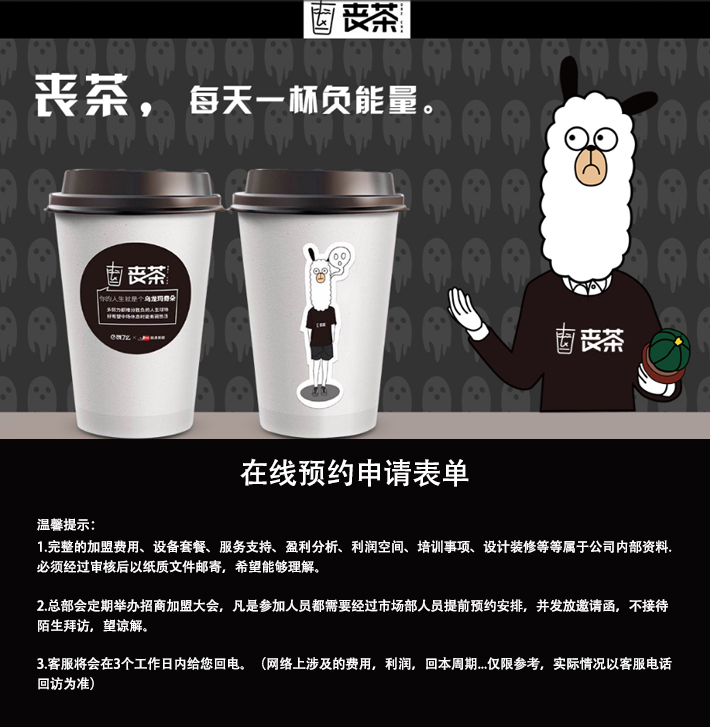 丧茶
丧茶，每天一杯负能量。
丧茶
你的人生就是个乌龙玛奇朵
丧茶
在线预约申请表单
温馨提示：
1.完整的加盟费用、设备套餐、服务支持、盈利分析、利润空间、培训事项、设计装修等等属于公司内部资料.
必须经过审核后以纸质文件邮寄，希望能够理解。
2.总部会定期举办招商加盟大会，凡是参加人员都需要经过市场部人员提前预约安排，并发放邀请函，不接待
陌生拜访，望谅解。
3.客服将会在3个工作日内给您回电。（网络上涉及的费用，利润，回本周期...仅限参考，实际情况以客服电话
回访为准）